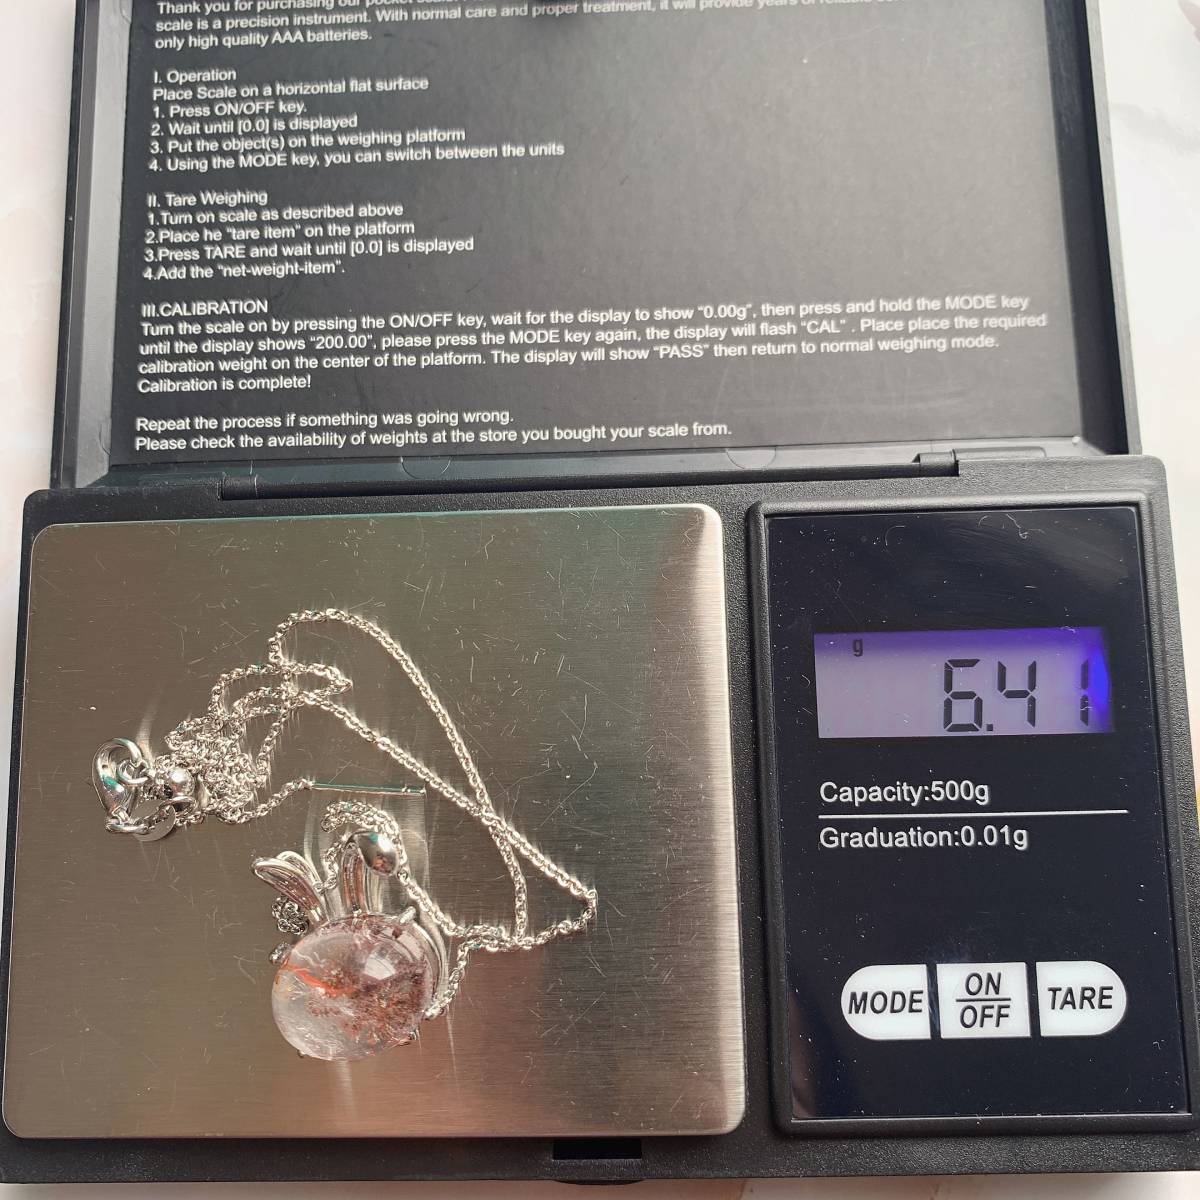 Thank you for purchasing our pocket
scale is a precision instrument. With normal care and proper treatment, it will provide years of
only high quality AAA batteries.
I. Operation
Place Scale on a horizontal flat surface
1. Press ON/OFF key.
2. Wait until [0.0] is displayed
3. Put the object(s) on the weighing platform
4. Using the MODE key, you can switch between the units
II. Tare Weighing
1.Turn on scale as described above
2.Place he "tare item" on the platform
3.Press TARE and wait until [0.0] is displayed
4.Add the "net-weight-item".
III.CALIBRATION
Turn the scale on by pressing the ON/OFF key, wait for the display to show "0.00g", then press and hold the MODE key
until the display shows "200.00", please press the MODE key again, the display will flash "CAL" . Place place the required
calibration weight on the center of the platform. The display will show "PASS" then return to normal weighing mode.
Calibration is complete!
Repeat the process if something was going wrong.
Please check the availability of weights at the store you bought your scale from.
g
6.41
Capacity:500g
Graduation:0.01g
MODE
ON
OFF
TARE